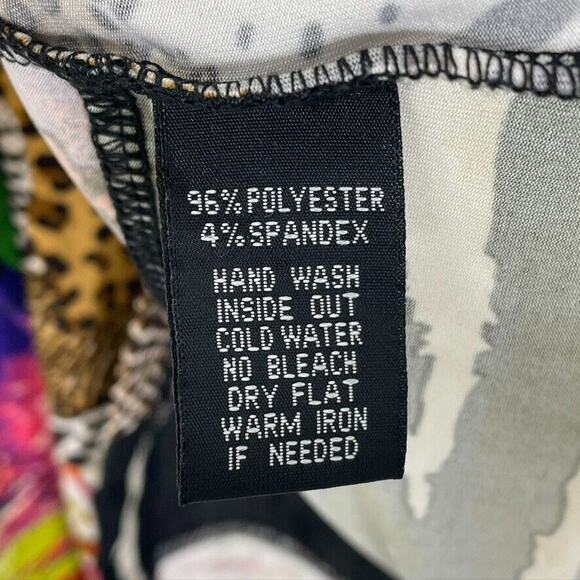 96% POLYESTER
4% SPANDEX
HAND WASH
INSIDE OUT
COLD WATER
NO BLEACH
DRY FLAT
WARM IRON
IF NEEDED